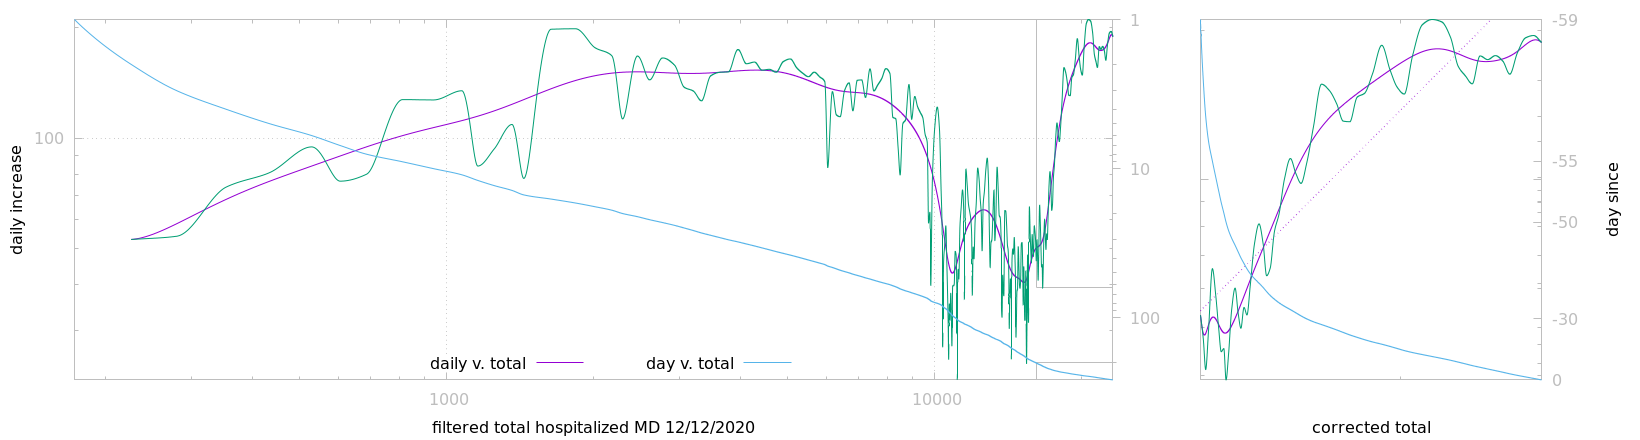 1
100
10
100
daily increase
daily v. total
day v. total
1000
10000
filtered total hospitalized MD 12/12/2020
-59
-55
-50
-30
0
day since
corrected total